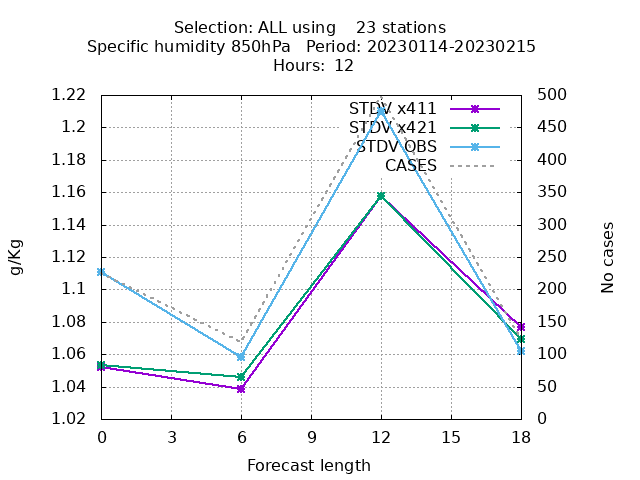 Selection: ALL using    23 stations
Specific humidity 850hPa   Period: 20230114-20230215
Hours: 12
STDV x411
STDV x421
STDV OBS
CASES
1.22
1.2
1.18
1.16
1.14
1.12
1.1
1.08
1.06
1.04
1.02
500
450
400
350
300
250
200
150
100
50
0
g/Kg
No cases
0 3 6 9 12 15 18
Forecast length